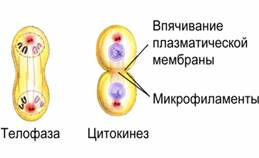 Впячивание
плазматической
мембраны
Микрофиламенты
Телофаза
Цитокинез